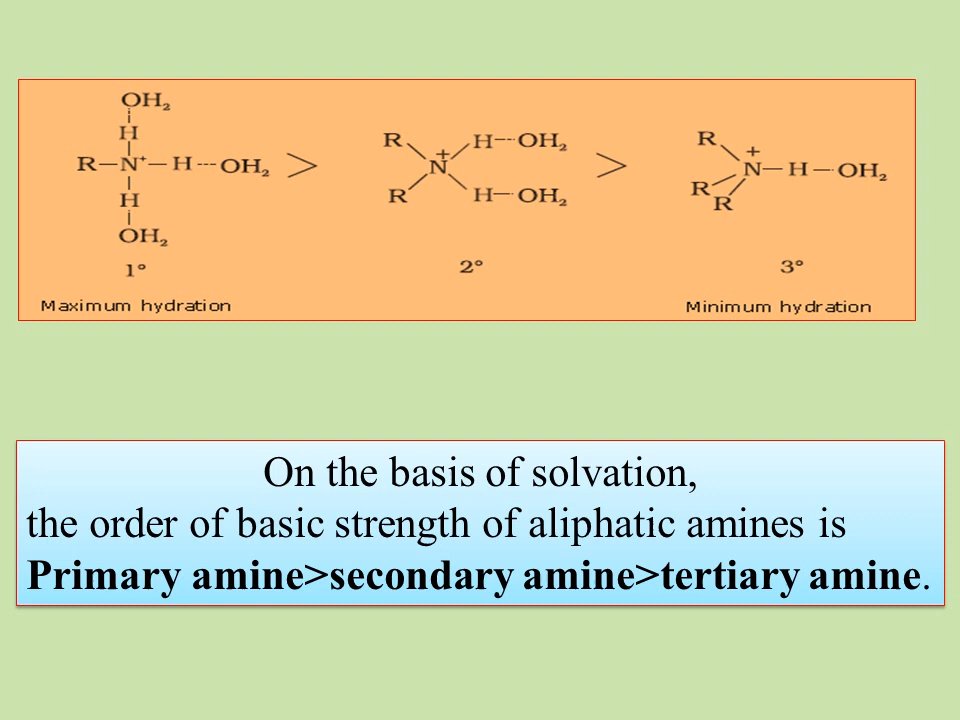 OH₂ H R–N⁺–H---OH₂ H OH₂ 1°
>
R R N⁺ H---OH₂ H---OH₂ 2°
>
R R R N⁺–H–OH₂ 3°
Maximum hydration
Minimum hydration
On the basis of solvation,
the order of basic strength of aliphatic amines is
Primary amine>secondary amine>tertiary amine.